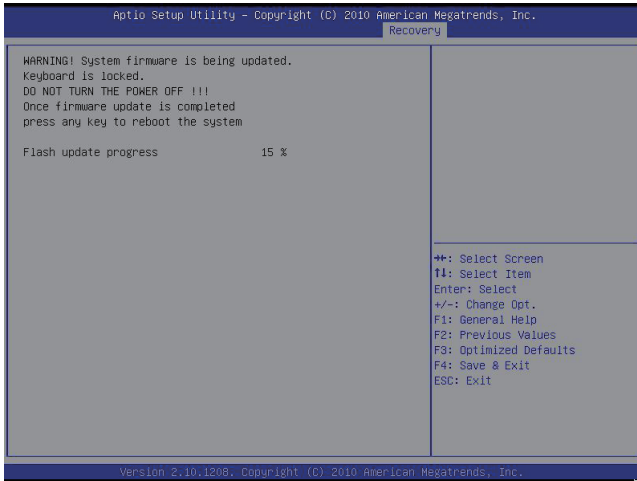 Aptio Setup Utility – Copyright (C) 2010 American Megatrends, Inc.
Recovery
WARNING! System firmware is being updated.
Keyboard is locked.
DO NOT TURN THE POWER OFF !!!
Once firmware update is completed
press any key to reboot the system
Flash update progress 15 %
→←: Select Screen
↑↓: Select Item
Enter: Select
+/-: Change Opt.
F1: General Help
F2: Previous Values
F3: Optimized Defaults
F4: Save & Exit
ESC: Exit
Version 2.10.1208. Copyright (C) 2010 American Megatrends, Inc.